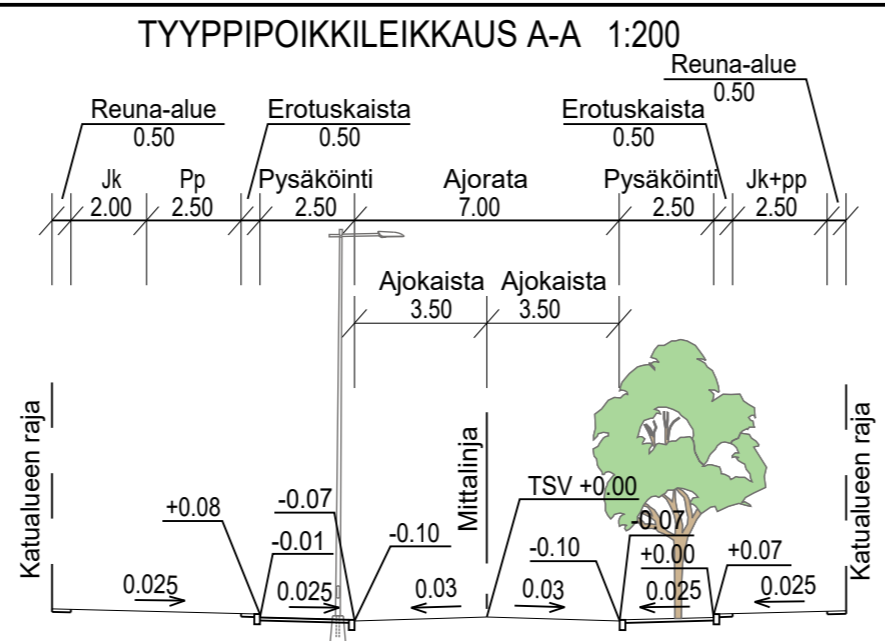 TYYPPIPOIKKILEIKKAUS A-A 1:200
Reuna-alue
0.50
Reuna-alue
0.50
Erotuskaista
0.50
Erotuskaista
0.50
Jk
2.00
Pp
2.50
Pysäköinti
2.50
Ajorata
7.00
Pysäköinti
2.50
Jk+pp
2.50
Ajokaista
3.50
Ajokaista
3.50
Katualueen raja
Mittalinja
Katualueen raja
TSV +0.00
+0.08
-0.07
-0.01
-0.10
-0.10
-0.07
+0.00
+0.07
0.025
0.025
0.03
0.03
0.025
0.025